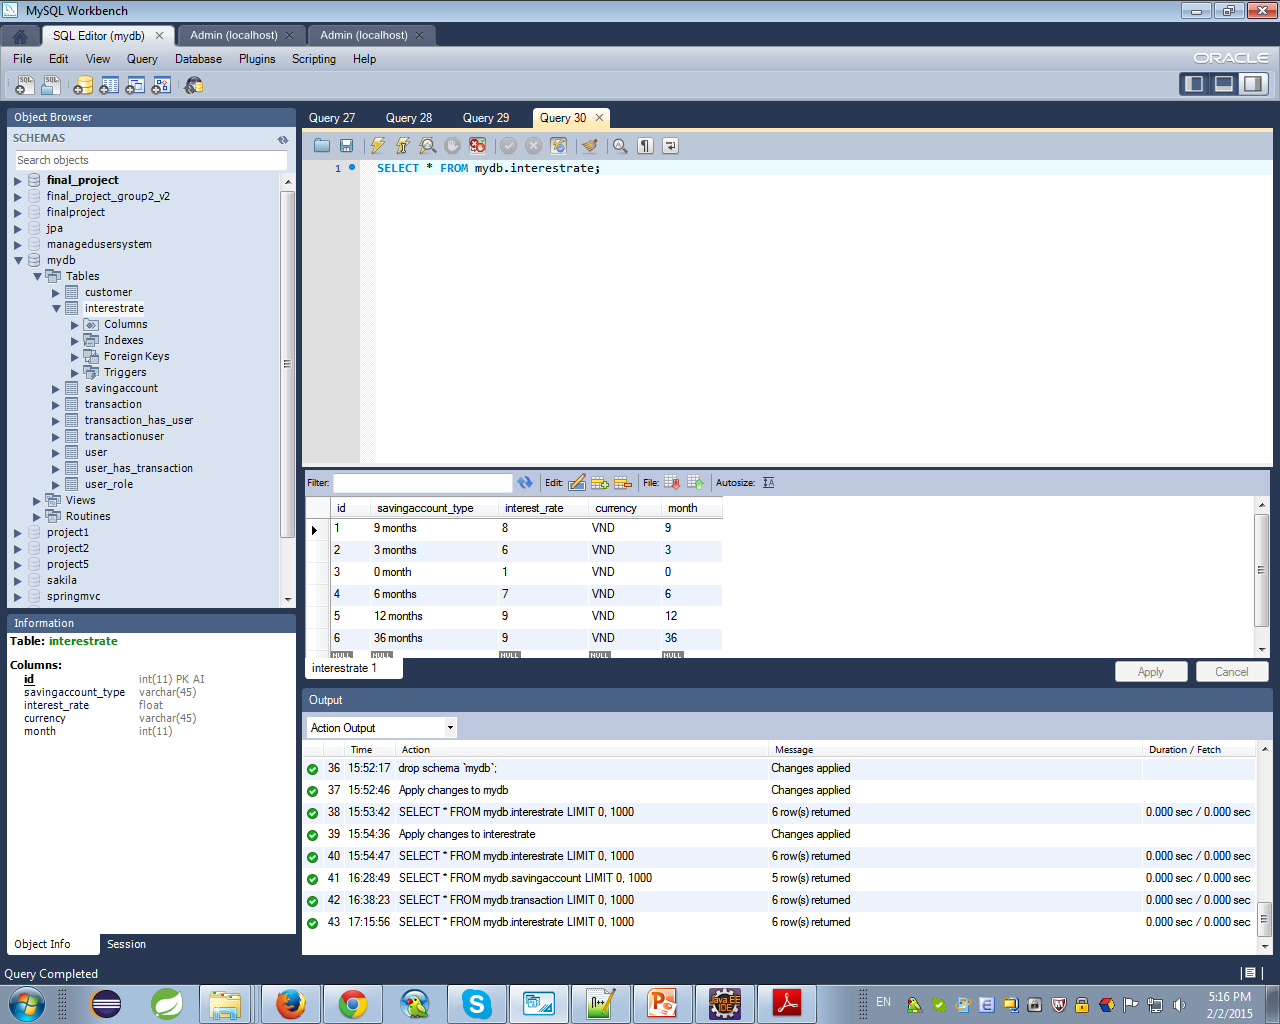 MySQL Workbench
SQL Editor (mydb)
Admin (localhost)
Admin (localhost)
File Edit View Query Database Plugins Scripting Help
ORACLE
Object Browser
SCHEMAS
Search objects
final_project
final_project_group2_v2
finalproject
jpa
managedusersystem
mydb
Tables
customer
interestrate
Columns
Indexes
Foreign Keys
Triggers
savingaccount
transaction
transaction_has_user
transactionuser
user
user_has_transaction
user_role
Views
Routines
project1
project2
project5
sakila
springmvc
Information
Table: interestrate
Columns:
id int(11) PK AI
savingaccount_type varchar(45)
interest_rate float
currency varchar(45)
month int(11)
Object Info Session
Query 27 Query 28 Query 29 Query 30
1 SELECT * FROM mydb.interestrate;
Filter: Edit: File: Autosize:
id savingaccount_type interest_rate currency month
1 9 months 8 VND 9
2 3 months 6 VND 3
3 0 month 1 VND 0
4 6 months 7 VND 6
5 12 months 9 VND 12
6 36 months 9 VND 36
NULL NULL NULL NULL NULL
interestrate 1
Apply Cancel
Output
Action Output
Time Action Message Duration / Fetch
36 15:52:17 drop schema `mydb`; Changes applied
37 15:52:46 Apply changes to mydb Changes applied
38 15:53:42 SELECT * FROM mydb.interestrate LIMIT 0, 1000 6 row(s) returned 0.000 sec / 0.000 sec
39 15:54:36 Apply changes to interestrate Changes applied
40 15:54:47 SELECT * FROM mydb.interestrate LIMIT 0, 1000 6 row(s) returned 0.000 sec / 0.000 sec
41 16:28:49 SELECT * FROM mydb.savingaccount LIMIT 0, 1000 5 row(s) returned 0.000 sec / 0.000 sec
42 16:38:23 SELECT * FROM mydb.transaction LIMIT 0, 1000 6 row(s) returned 0.000 sec / 0.000 sec
43 17:15:56 SELECT * FROM mydb.interestrate LIMIT 0, 1000 6 row(s) returned 0.000 sec / 0.000 sec
Query Completed
Java EE
IDE
EN
5:16 PM
2/2/2015